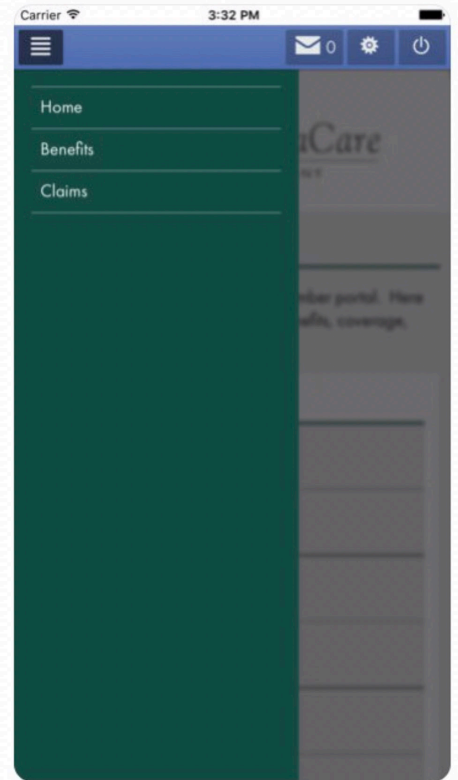 Carrier 3:32 PM
0
Home
Benefits
Claims
aCare
mber portal. Here
efits, coverage,